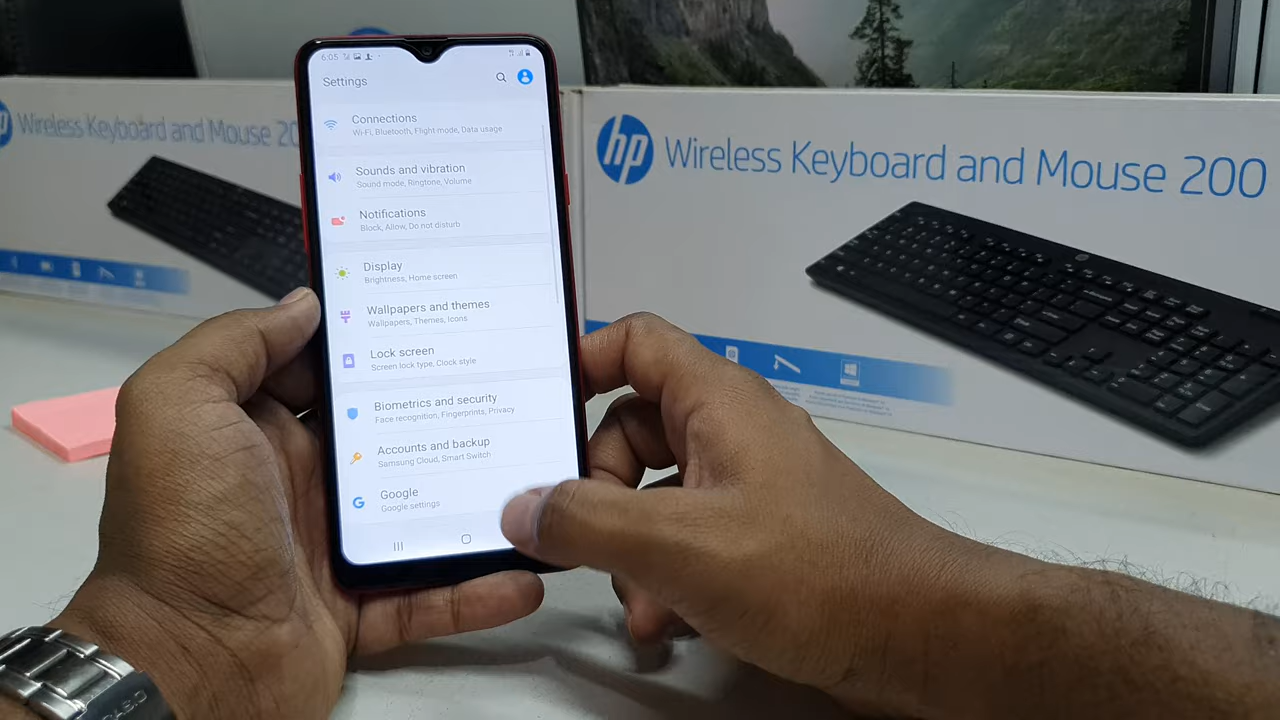 6:05
Settings
Connections
Wi-Fi, Bluetooth, Flight mode, Data usage
Sounds and vibration
Sound mode, Ringtone, Volume
Notifications
Block, Allow, Do not disturb
Display
Brightness, Home screen
Wallpapers and themes
Wallpapers, Themes, Icons
Lock screen
Screen lock type, Clock style
Biometrics and security
Face recognition, Fingerprints, Privacy
Accounts and backup
Samsung Cloud, Smart Switch
Google
Google settings
Wireless Keyboard and Mouse 20
hp
Wireless Keyboard and Mouse 200
CASIO